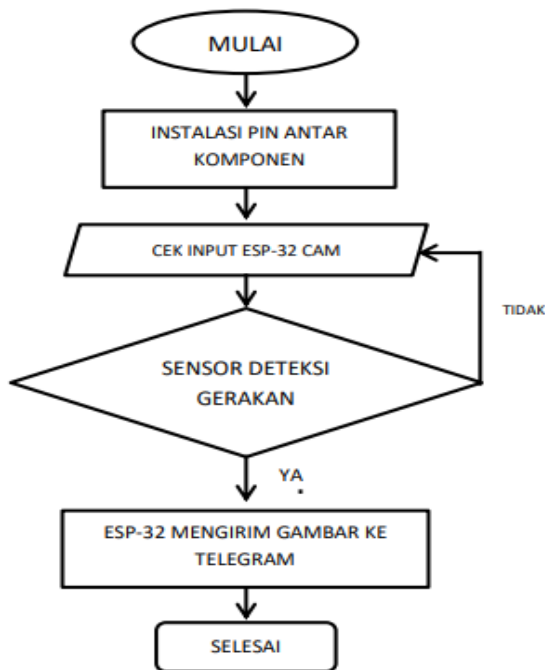 MULAI
INSTALASI PIN ANTAR
KOMPONEN
CEK INPUT ESP-32 CAM
TIDAK
SENSOR DETEKSI
GERAKAN
YA
.
ESP-32 MENGIRIM GAMBAR KE
TELEGRAM
SELESAI